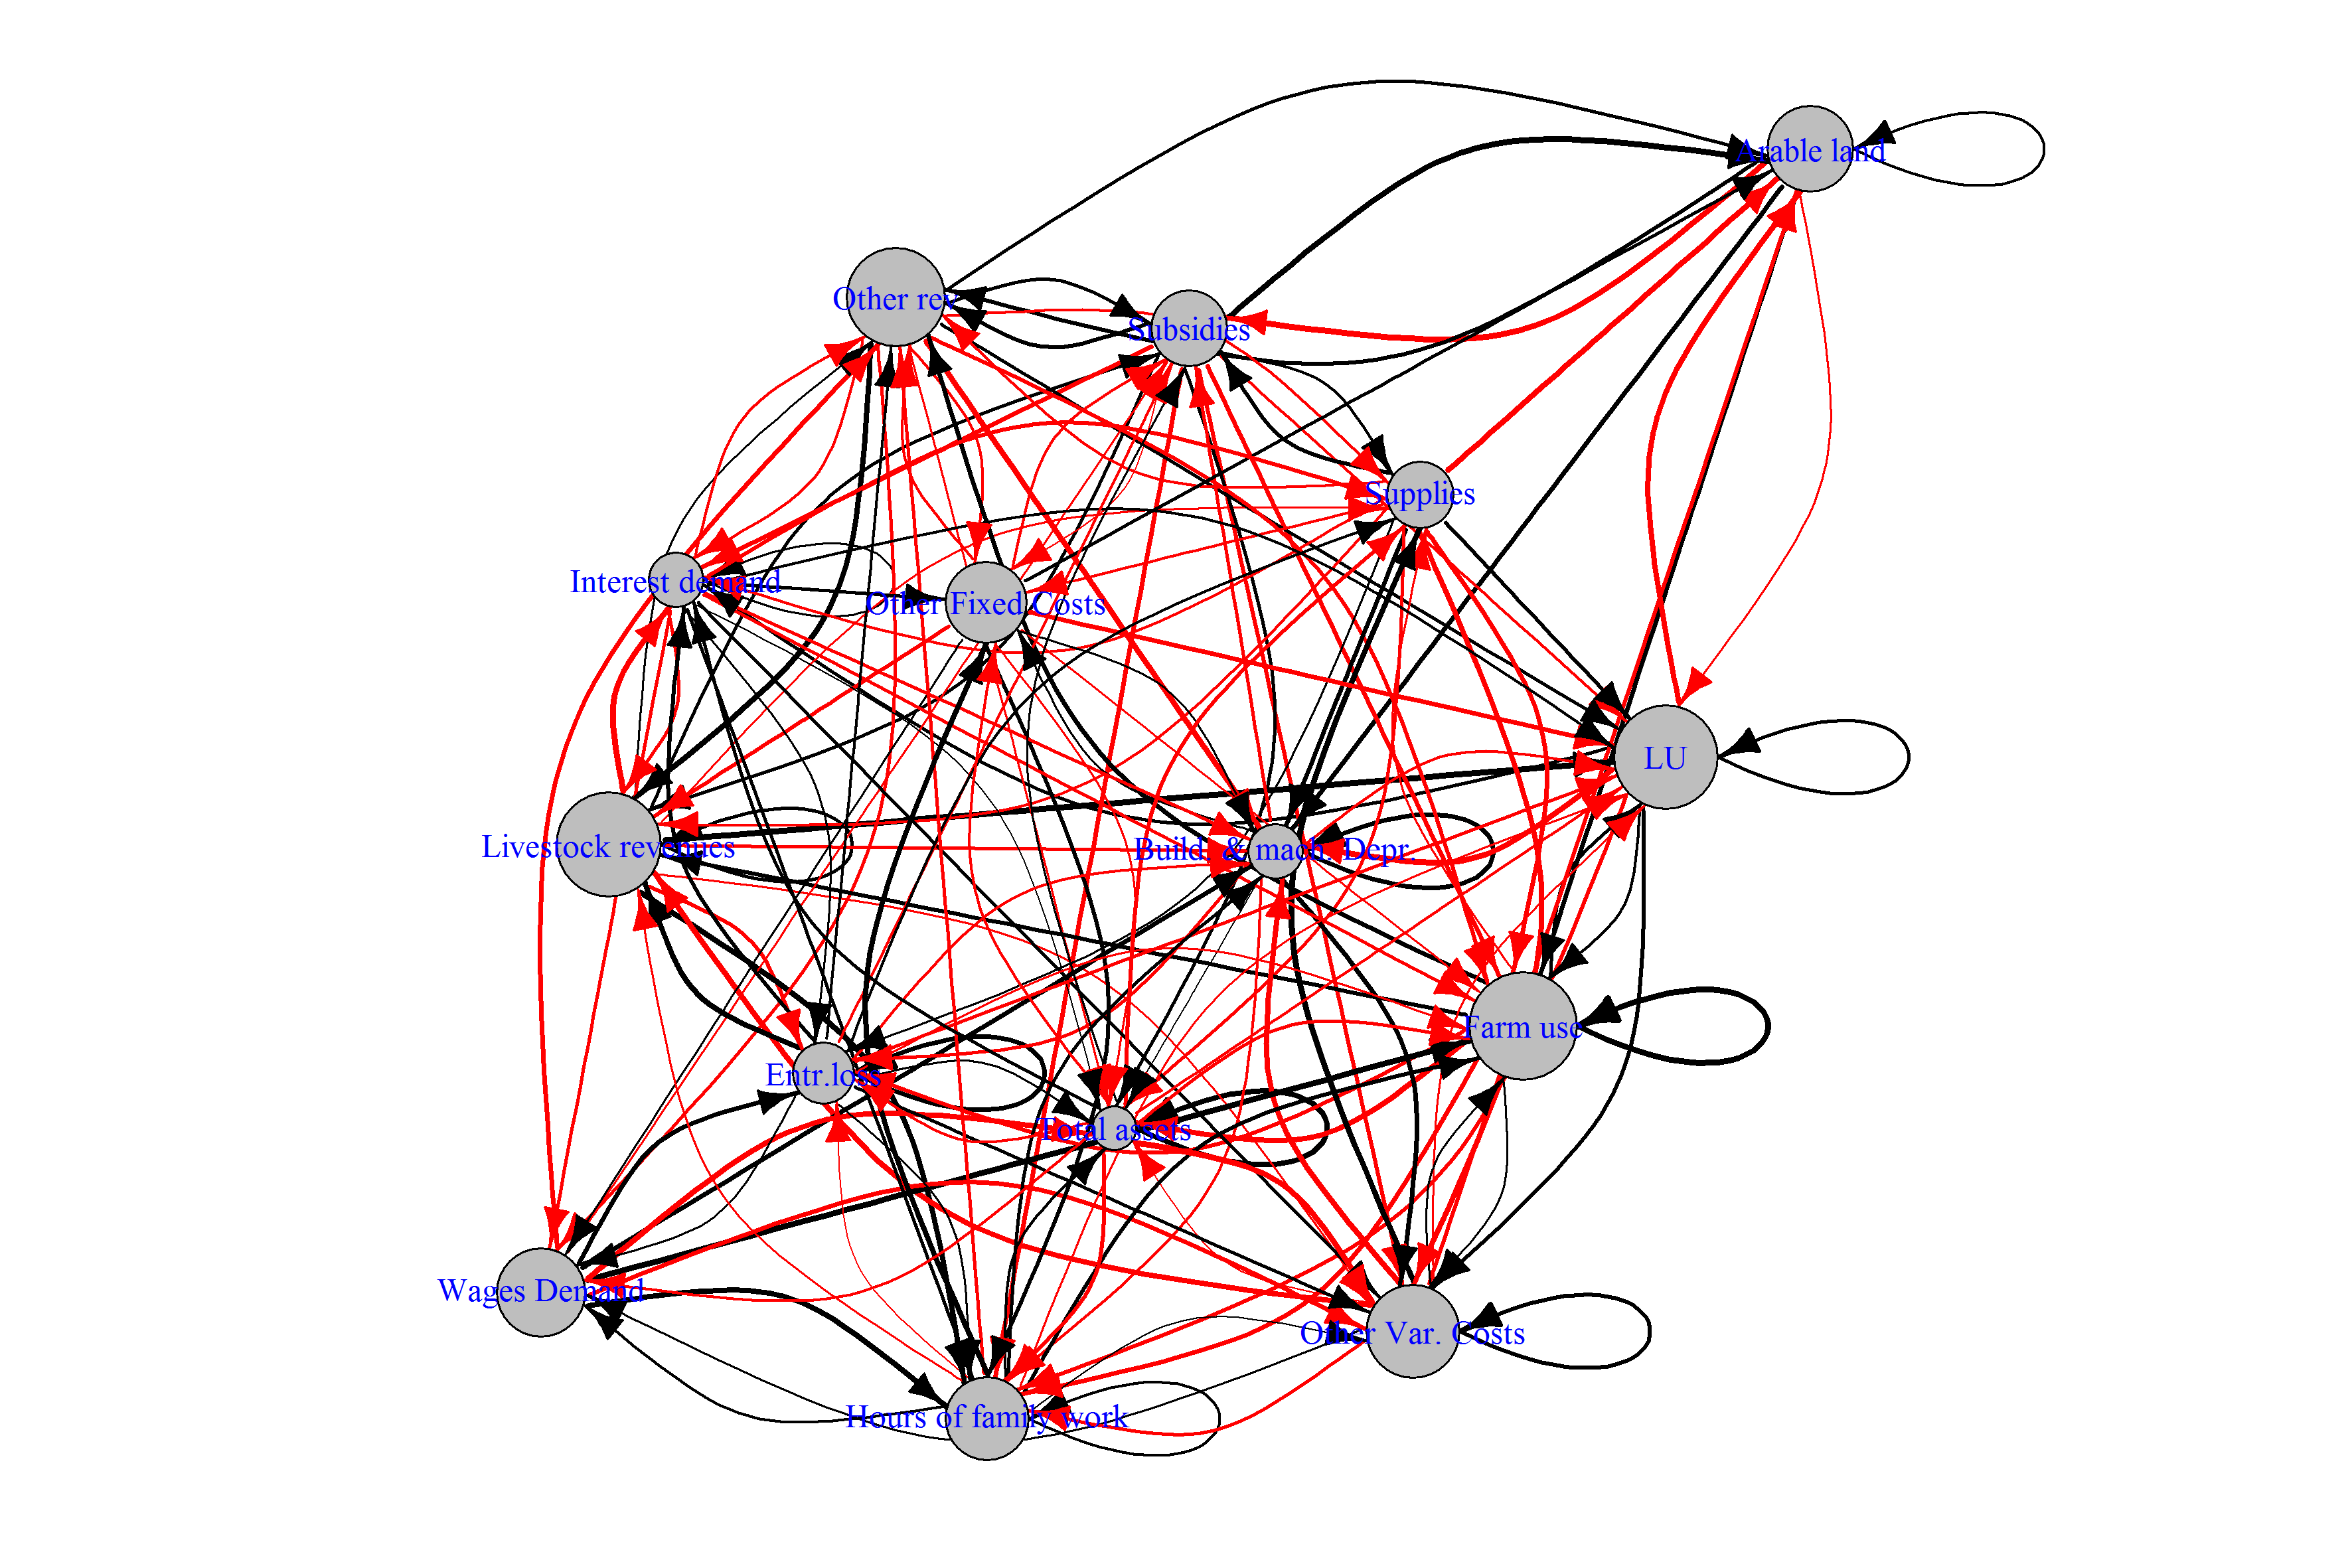 Arable land
Other rev
Subsidies
Supplies
Interest demand
Other Fixed Costs
LU
Livestock revenues
Build. & mach. Depr.
Farm use
Entr.loss
Total assets
Wages Demand
Other Var. Costs
Hours of family work